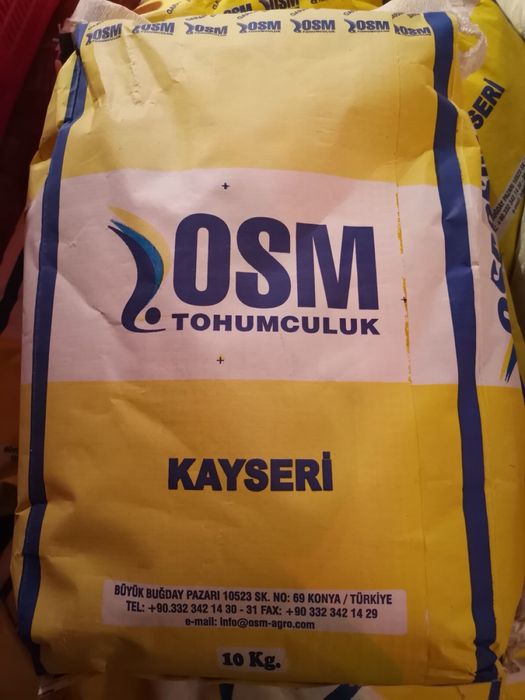 OSM OSM OSM OSM OSM
OSM
TOHUMCULUK
KAYSERİ
BÜYÜK BUĞDAY PAZARI 10523 SK. NO: 69 KONYA / TÜRKİYE
TEL: +90.332 342 14 30 - 31 FAX: +90 332 342 14 29
e-mail: info@osm-agro.com
10 Kg.
KAYSERİ